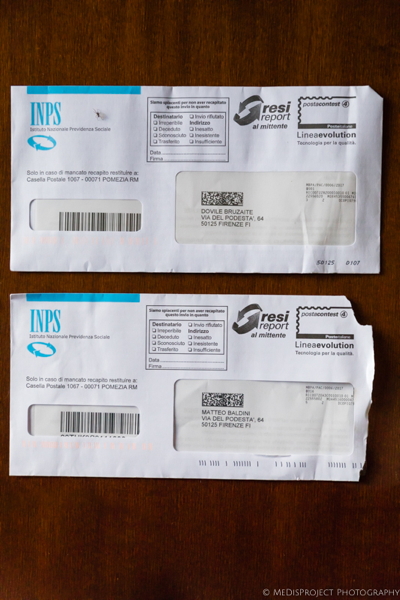 INPS
Istituto Nazionale Previdenza Sociale
Siamo spiacenti per non aver recapitato
questo invio in quanto
Destinatario
Irreperibile
Deceduto
Sconosciuto
Trasferito
Invio rifiutato
Indirizzo
Inesatto
Inesistente
Insufficiente
Data
Firma
resi
report
al mittente
postacontest 4
Posteitaliane
Lineaevolution
Tecnologia per la qualità.
Solo in caso di mancato recapito restituire a:
Casella Postale 1067 - 00071 POMEZIA RM
DOVILE BRUZAITE
VIA DEL PODESTA', 64
50125 FIRENZE FI
INPS
Istituto Nazionale Previdenza Sociale
Siamo spiacenti per non aver recapitato
questo invio in quanto
Destinatario
Irreperibile
Deceduto
Sconosciuto
Trasferito
Invio rifiutato
Indirizzo
Inesatto
Inesistente
Insufficiente
Data
Firma
resi
report
al mittente
postacontest 4
Posteitaliane
Lineaevolution
Tecnologia per la qualità.
Solo in caso di mancato recapito restituire a:
Casella Postale 1067 - 00071 POMEZIA RM
MATTEO BALDINI
VIA DEL PODESTA', 64
50125 FIRENZE FI
© MEDISPROJECT PHOTOGRAPHY